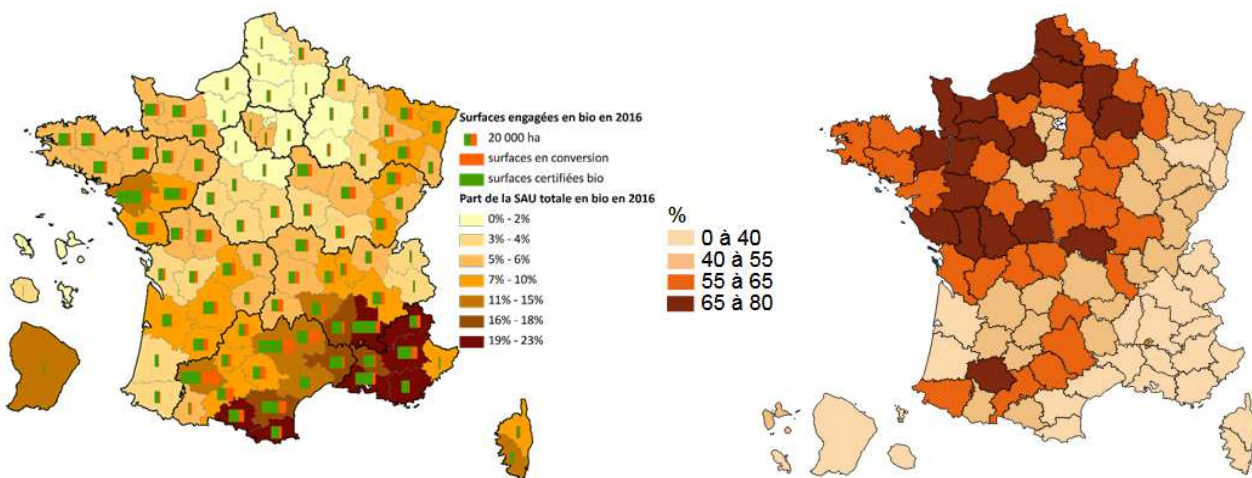 Surfaces engagées en bio en 2016
20 000 ha
surfaces en conversion
surfaces certifiées bio
Part de la SAU totale en bio en 2016
0% - 2%
3% - 4%
5% - 6%
7% - 10%
11% - 15%
16% - 18%
19% - 23%
%
0 à 40
40 à 55
55 à 65
65 à 80